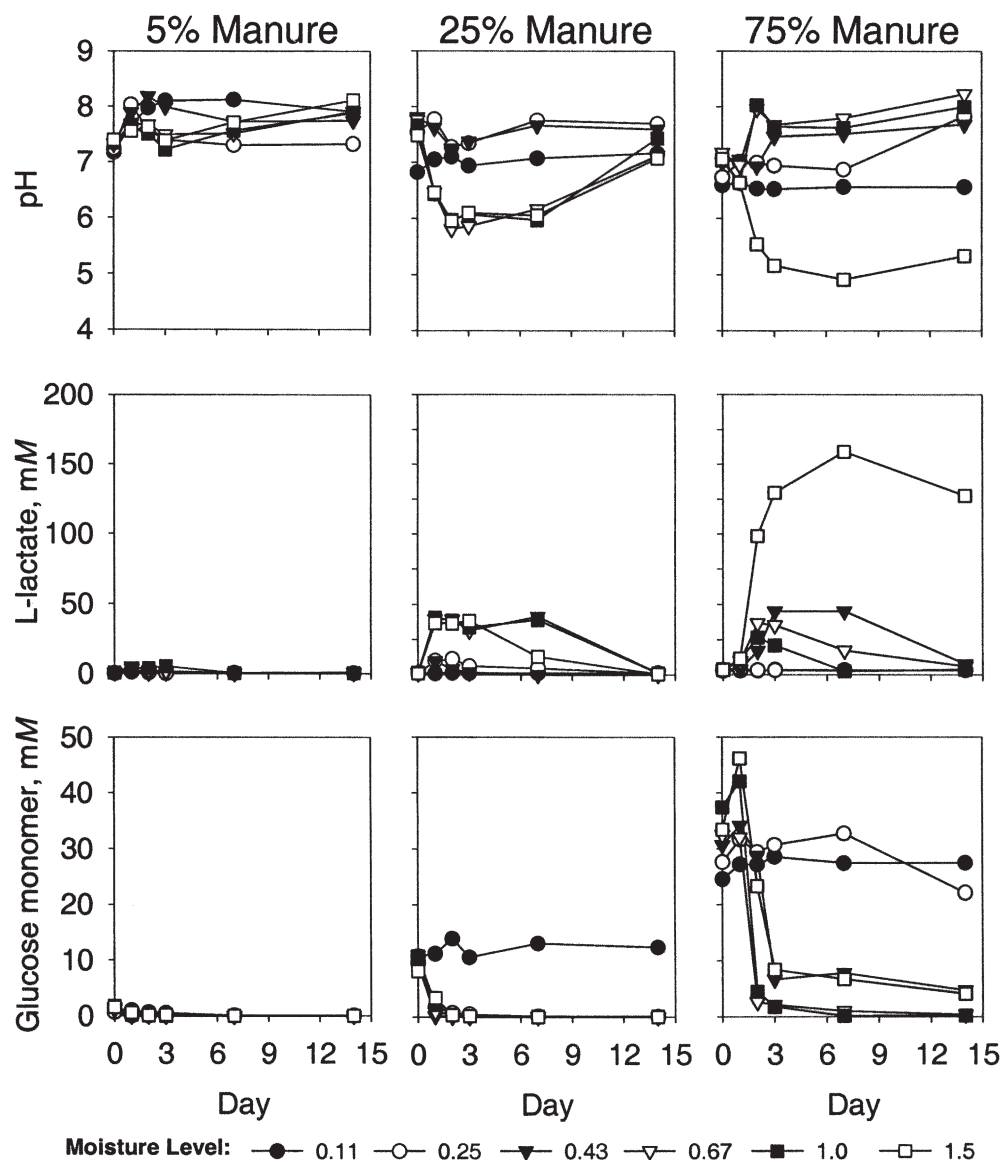 5% Manure 25% Manure 75% Manure
9
8
7
6
5
4
pH
200
150
100
50
0
L-lactate, mM
50
40
30
20
10
0
Glucose monomer, mM
0 3 6 9 12 15 0 3 6 9 12 15 0 3 6 9 12 15
Day Day Day
Moisture Level: 0.11 0.25 0.43 0.67 1.0 1.5